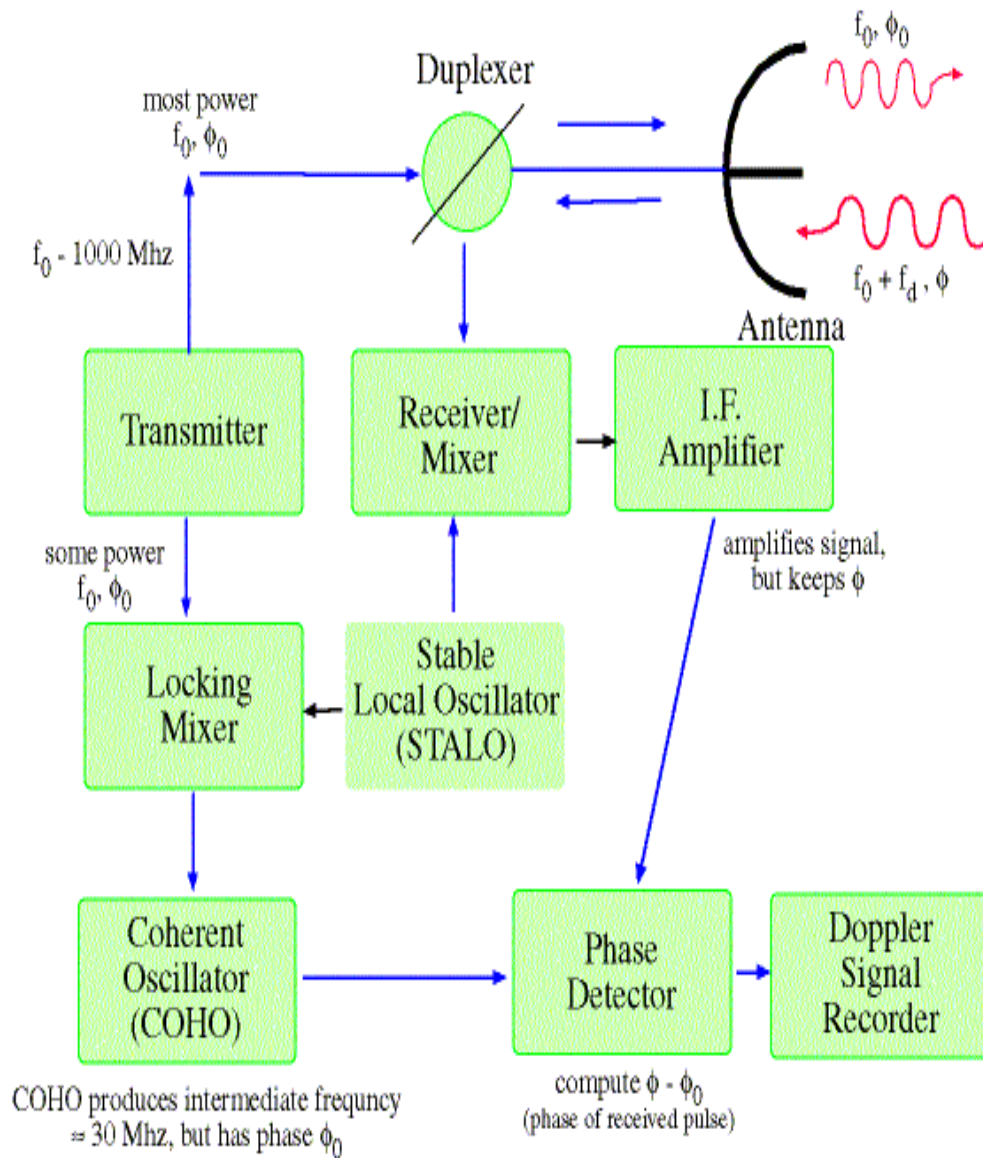 f0, ϕ0
Duplexer
most power
f0, ϕ0
f0 - 1000 Mhz
f0 + fd , ϕ
Antenna
Transmitter
Receiver/
Mixer
I.F.
Amplifier
some power
f0, ϕ0
amplifies signal,
but keeps ϕ
Locking
Mixer
Stable
Local Oscillator
(STALO)
Coherent
Oscillator
(COHO)
Phase
Detector
Doppler
Signal
Recorder
COHO produces intermediate frequncy
≈ 30 Mhz, but has phase ϕ0
compute ϕ - ϕ0
(phase of received pulse)